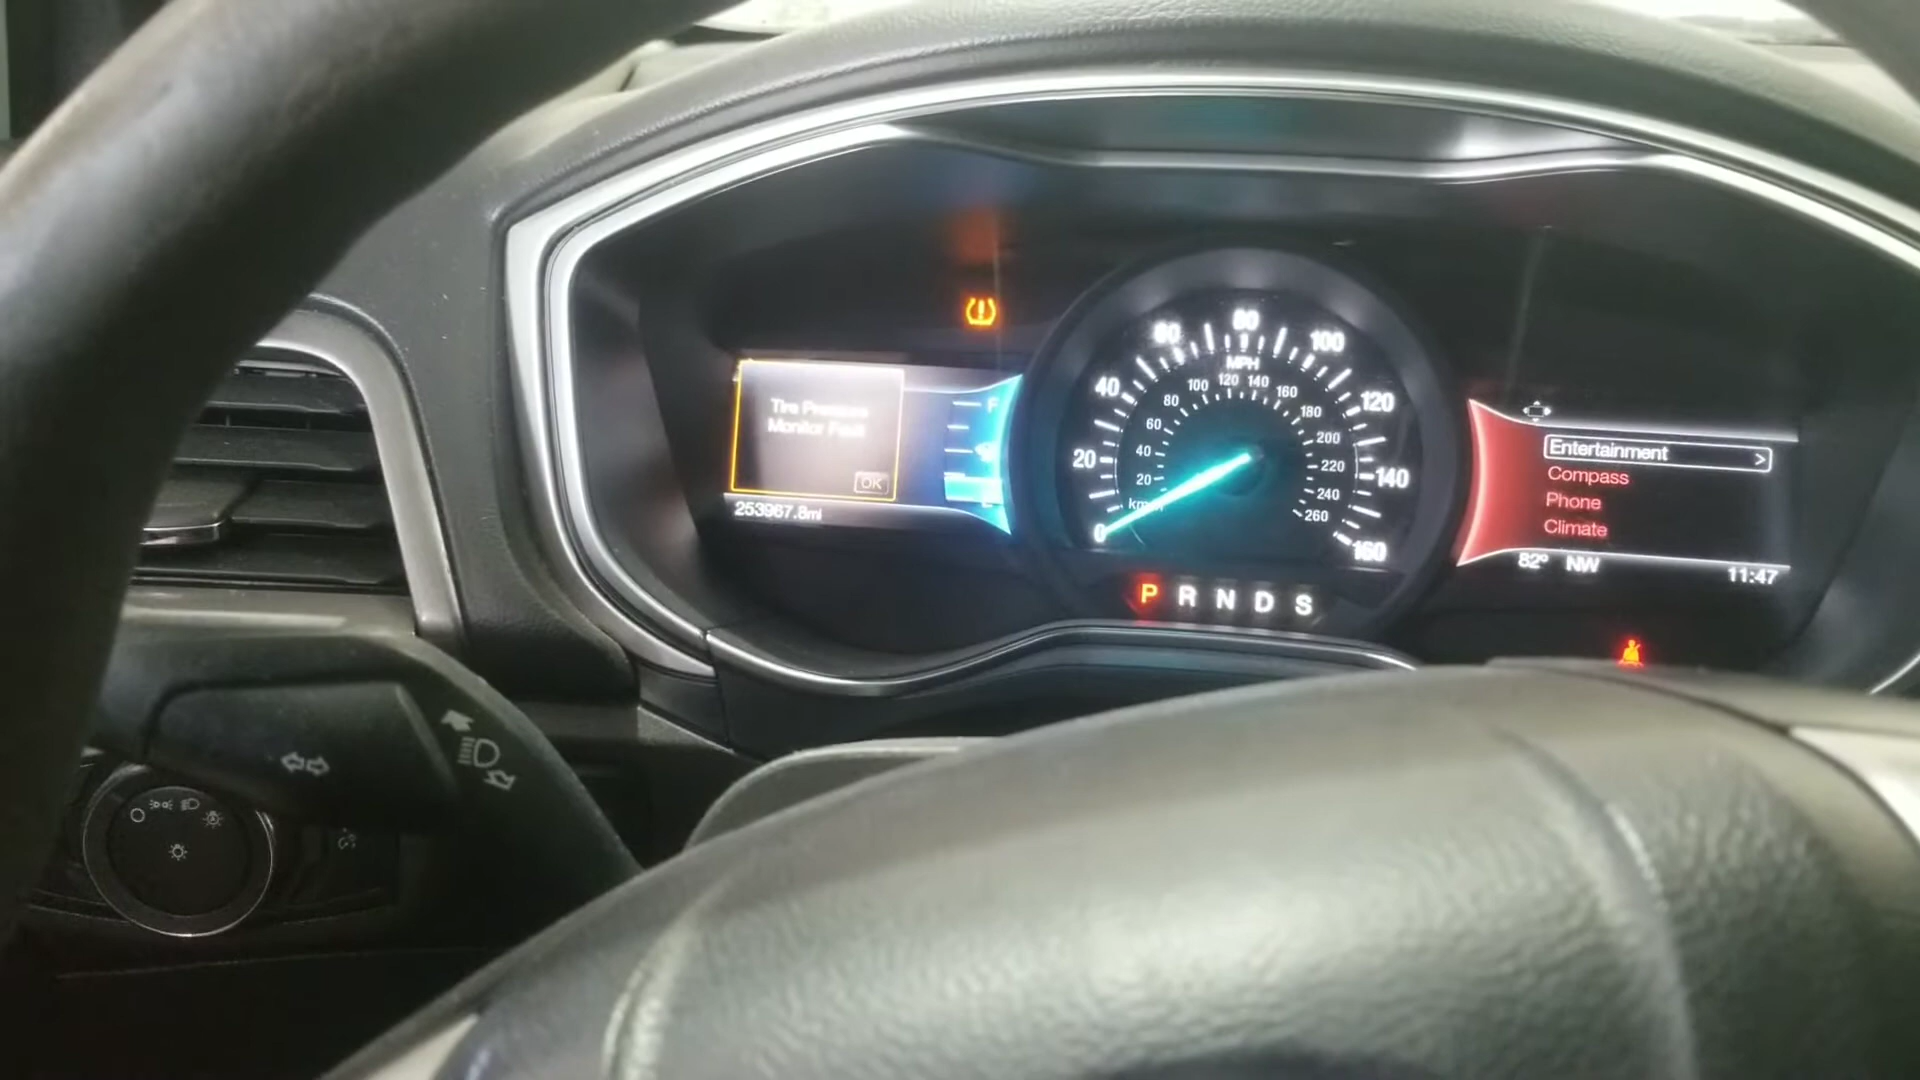 Tire Pressure
Monitor Fault
OK
253967.8mi
F
E
0
20
40
60
80
100
120
140
160
MPH
km/h
20
40
60
80
100
120
140
160
180
200
220
240
260
P R N D S
Entertainment >
Compass
Phone
Climate
82° NW
11:47